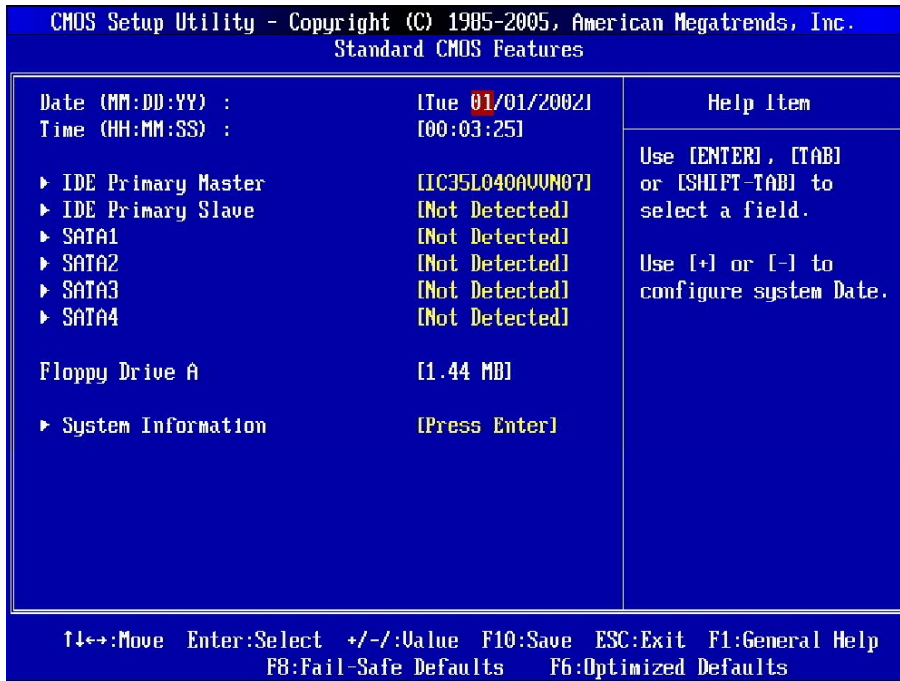 CMOS Setup Utility - Copyright (C) 1985-2005, American Megatrends, Inc.
Standard CMOS Features
Date (MM:DD:YY) : [Tue 01/01/2002]
Time (HH:MM:SS) : [00:03:25]
▶ IDE Primary Master [IC35L040AVVN07]
▶ IDE Primary Slave [Not Detected]
▶ SATA1 [Not Detected]
▶ SATA2 [Not Detected]
▶ SATA3 [Not Detected]
▶ SATA4 [Not Detected]
Floppy Drive A [1.44 MB]
▶ System Information [Press Enter]
Help Item
Use [ENTER], [TAB]
or [SHIFT-TAB] to
select a field.
Use [+] or [-] to
configure system Date.
↑↓←→:Move Enter:Select +/-/:Value F10:Save ESC:Exit F1:General Help
F8:Fail-Safe Defaults F6:Optimized Defaults